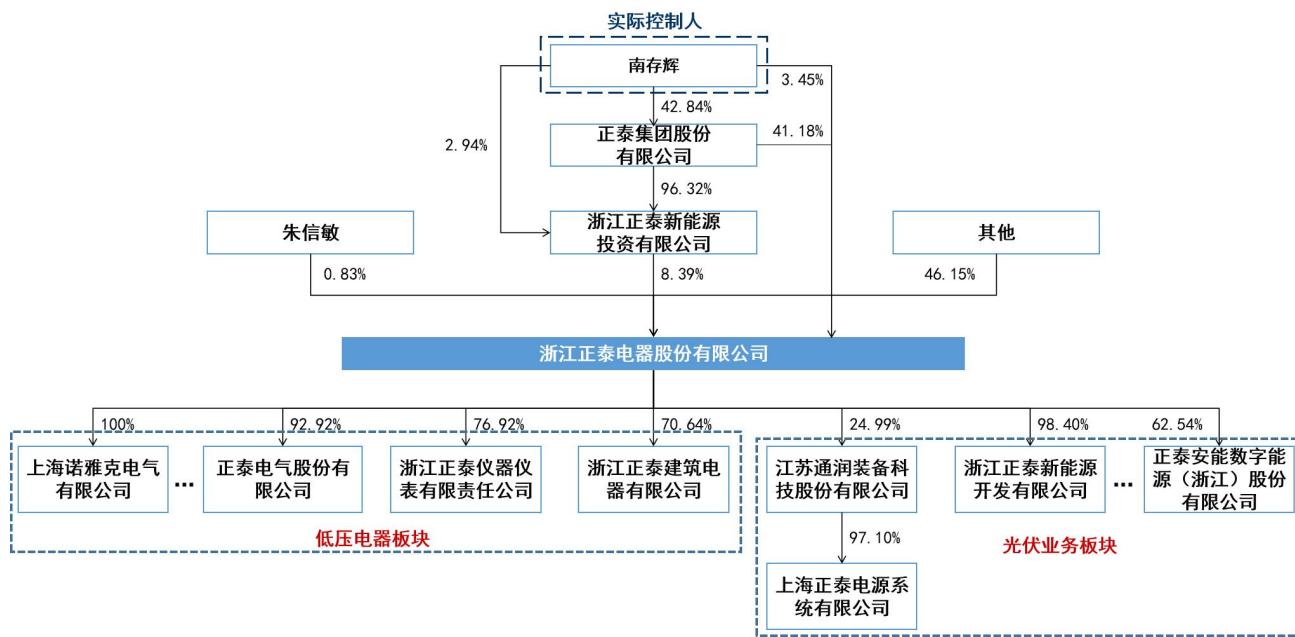 实际控制人
南存辉
3.45%
42.84%
正泰集团股份
有限公司
41.18%
2.94%
96.32%
朱信敏
浙江正泰新能源
投资有限公司
其他
0.83%
8.39%
46.15%
浙江正泰电器股份有限公司
100%
92.92%
76.92%
70.64%
24.99%
98.40%
62.54%
上海诺雅克电气
有限公司
...
正泰电气股份有
限公司
浙江正泰仪器仪
表有限责任公司
浙江正泰建筑电
器有限公司
江苏通润装备科
技股份有限公司
浙江正泰新能源
开发有限公司
...
正泰安能数字能
源（浙江）股份
有限公司
低压电器板块
97.10%
光伏业务板块
上海正泰电源系
统有限公司